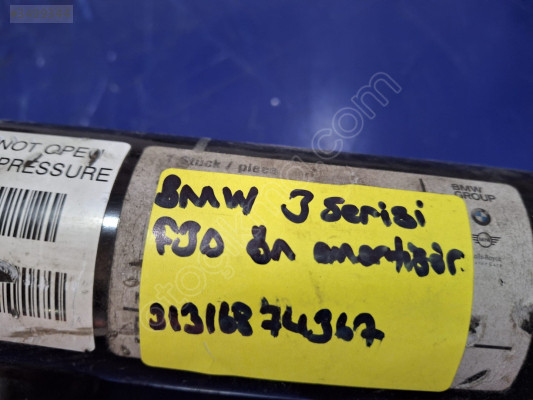 NOT OPEN
PRESSURE
Stück / piece
BMW
GROUP
BMW 3 Serisi
F30 ön amortisör.
31316874367